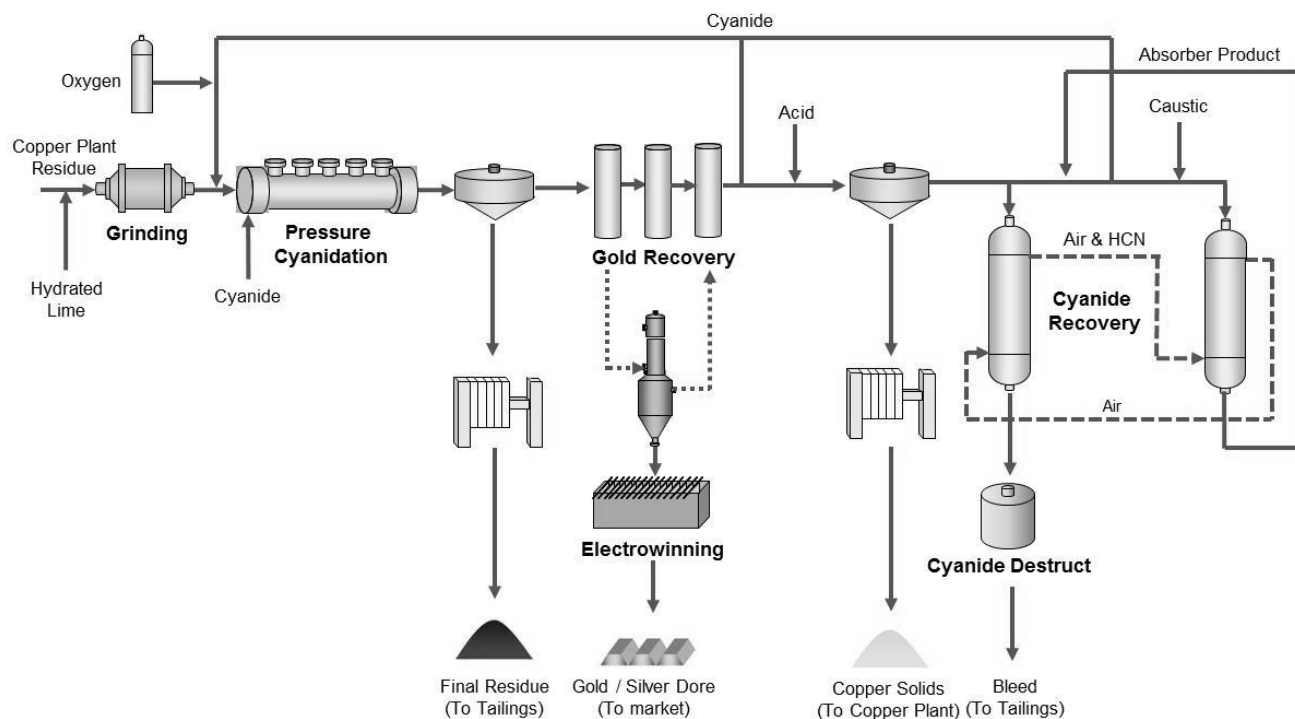 Cyanide
Oxygen
Absorber Product
Acid
Caustic
Copper Plant
Residue
Grinding
Pressure
Cyanidation
Gold Recovery
Air & HCN
Cyanide
Recovery
Hydrated
Lime
Cyanide
Air
Electrowinning
Cyanide Destruct
Final Residue
(To Tailings)
Gold / Silver Dore
(To market)
Copper Solids
(To Copper Plant)
Bleed
(To Tailings)